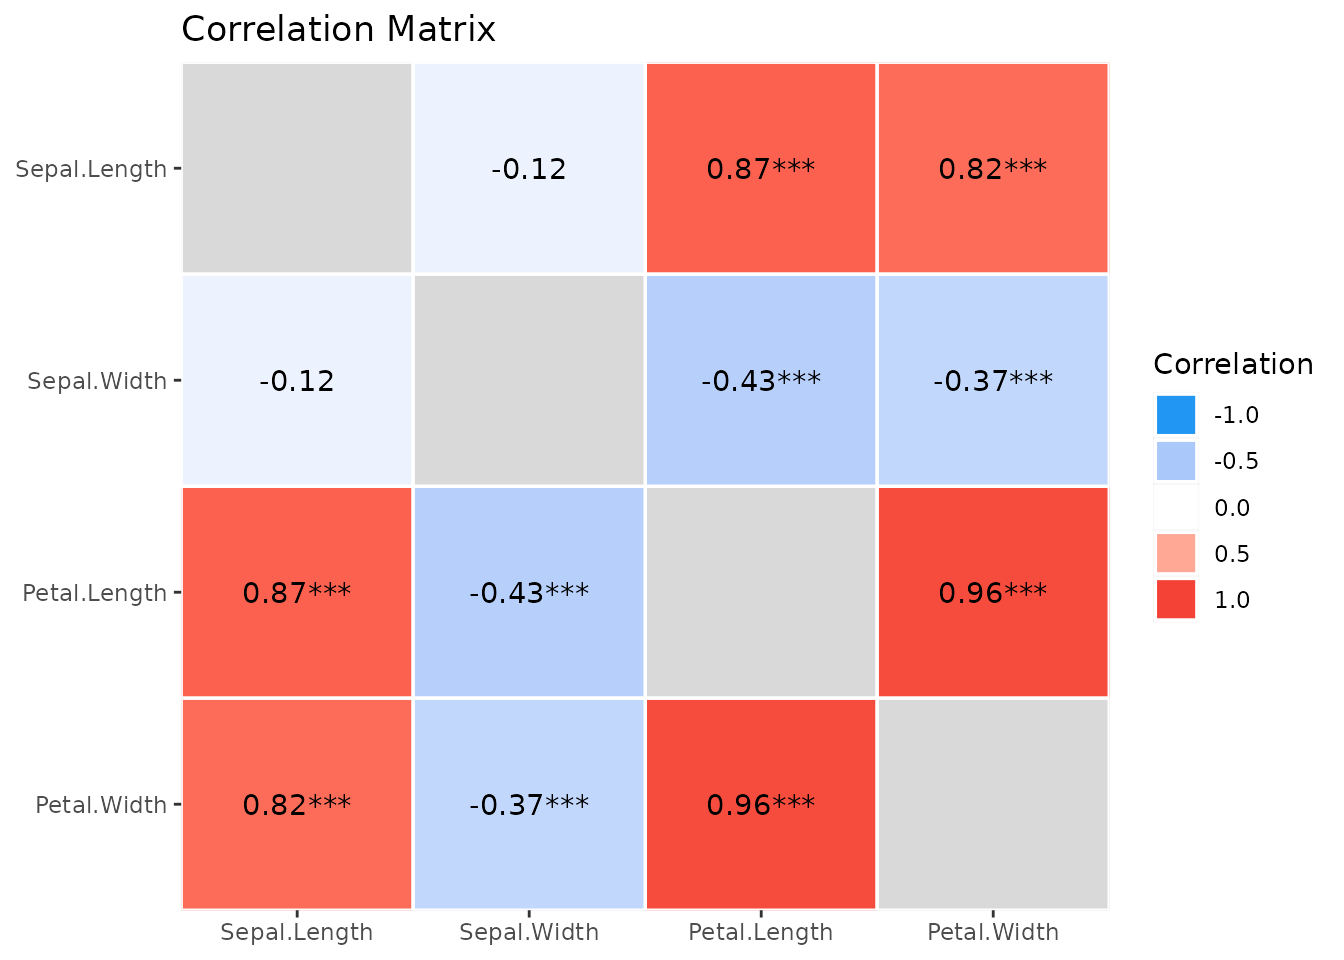 Correlation Matrix
Sepal.Length -0.12 0.87*** 0.82***
Sepal.Width -0.12 -0.43*** -0.37***
Petal.Length 0.87*** -0.43*** 0.96***
Petal.Width 0.82*** -0.37*** 0.96***
Sepal.Length Sepal.Width Petal.Length Petal.Width
Correlation
-1.0
-0.5
0.0
0.5
1.0